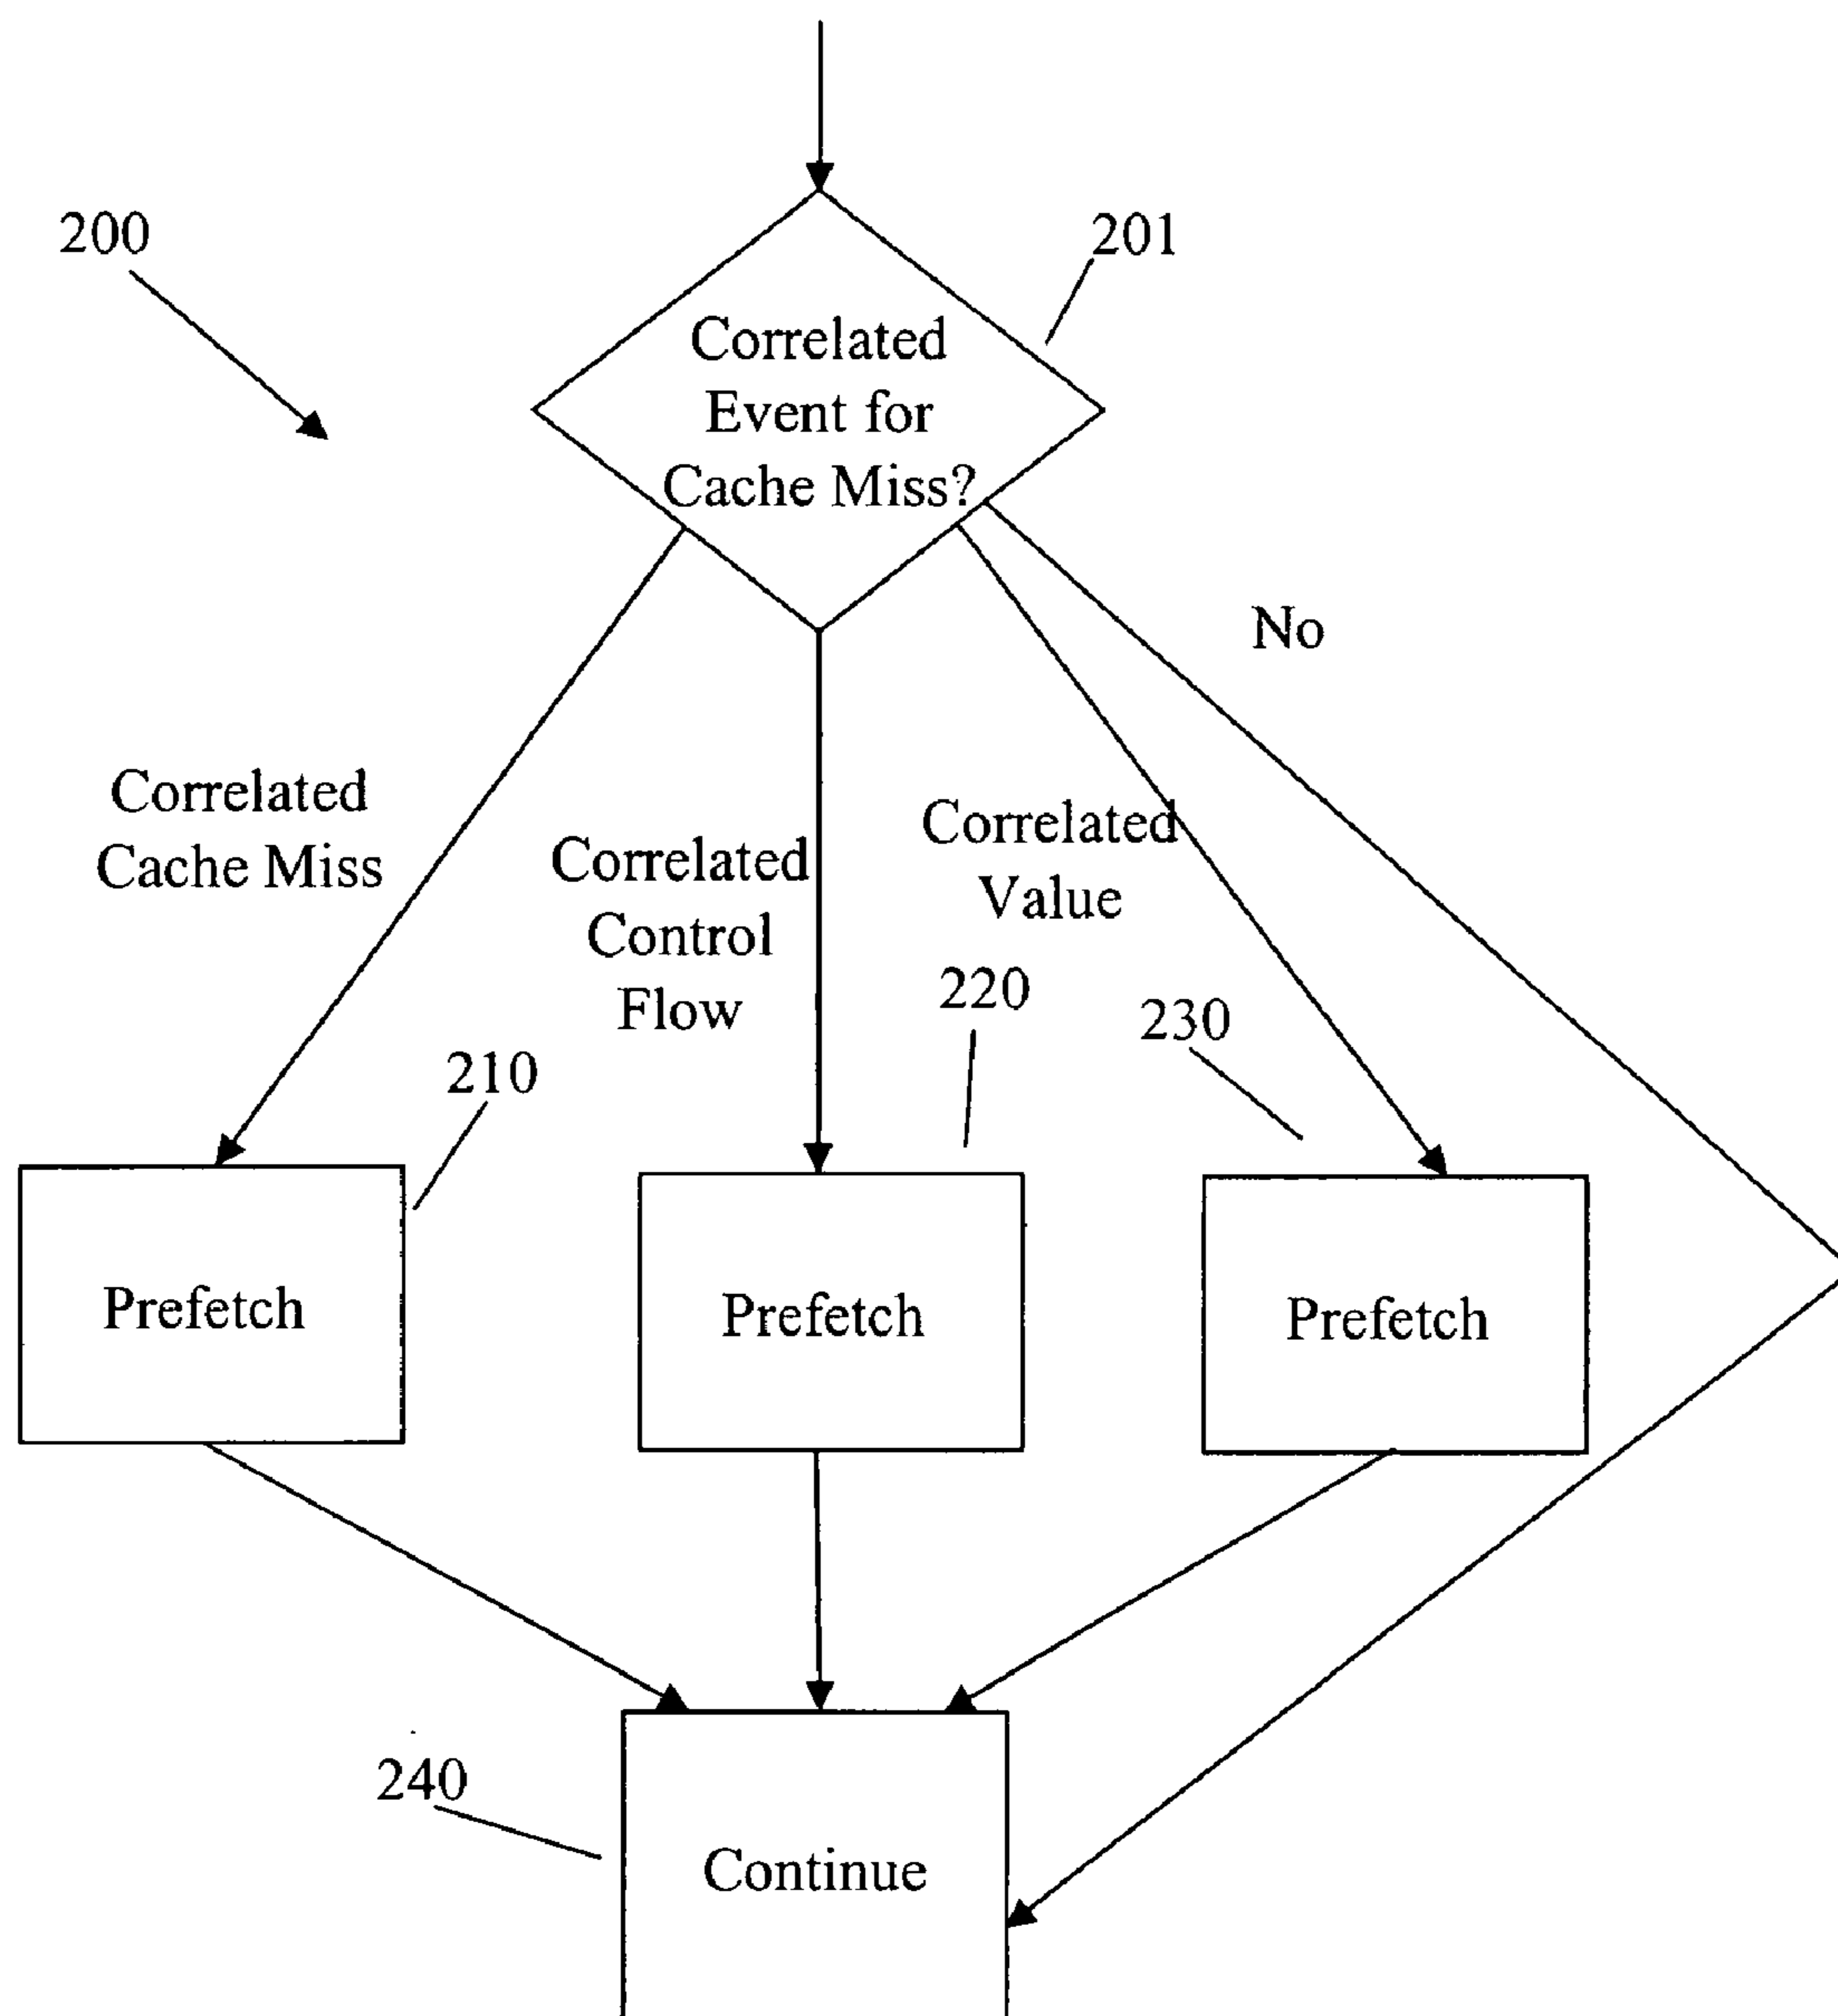 200
201
Correlated
Event for
Cache Miss?
No
Correlated
Cache Miss
Correlated
Control
Flow
Correlated
Value
220
230
210
Prefetch
Prefetch
Prefetch
240
Continue